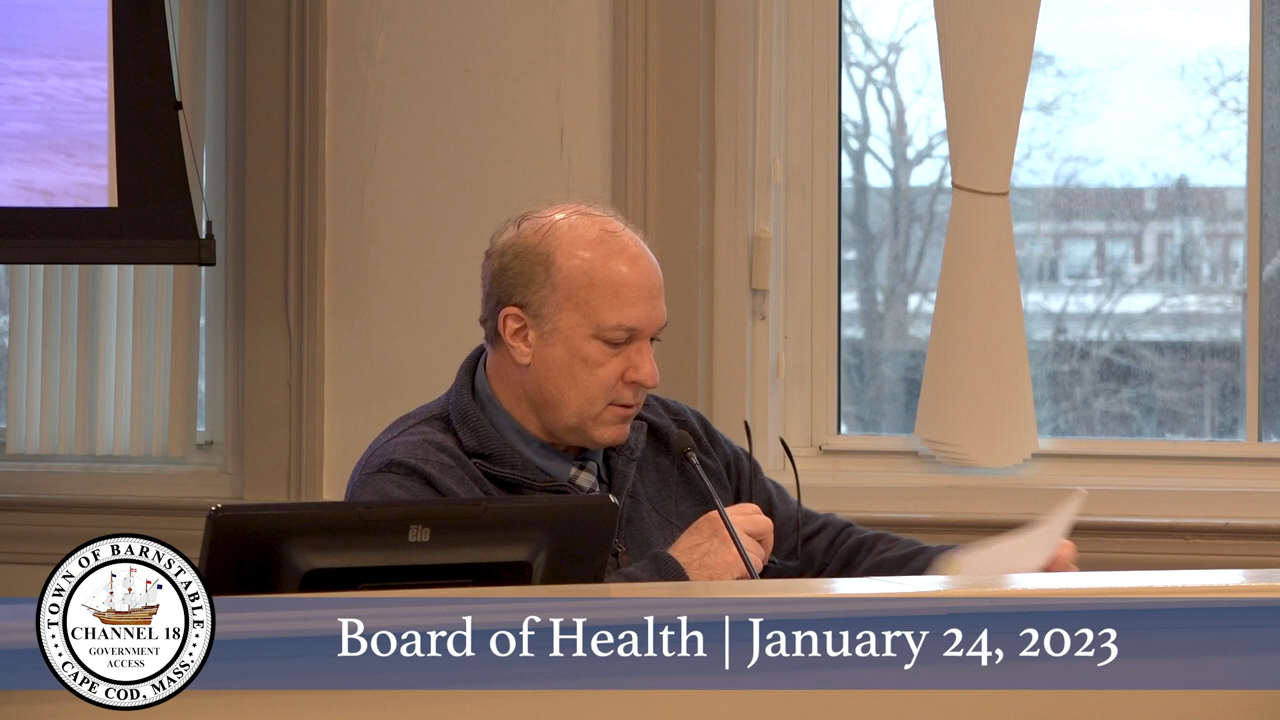 elo
TOWN OF BARNSTABLE
CHANNEL 18
GOVERNMENT
ACCESS
CAPE COD, MASS.
Board of Health | January 24, 2023